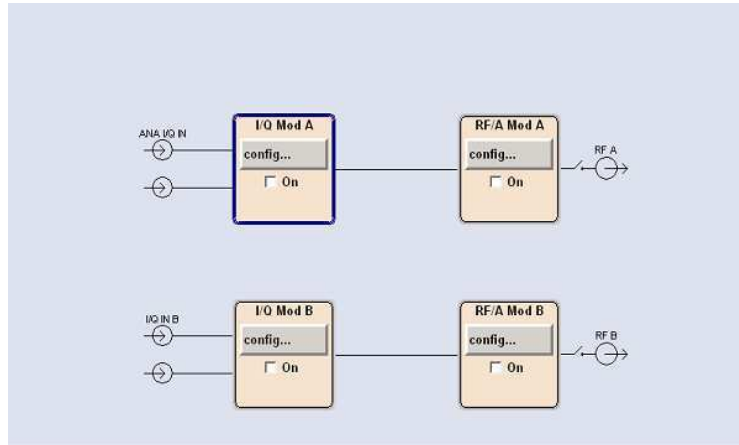 I/Q Mod A
RF/A Mod A
ANA I/Q IN
config...
config...
RF A
On
On
I/Q Mod B
RF/A Mod B
I/Q IN B
config...
config...
RF B
On
On